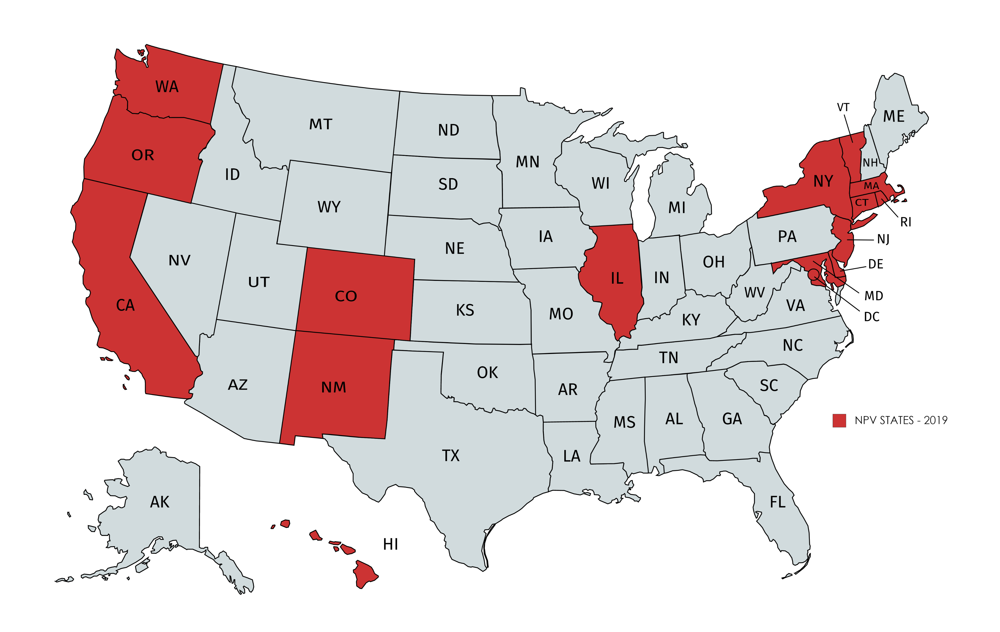 WA
OR
CA
ID
NV
MT
WY
UT
AZ
CO
NM
ND
SD
NE
KS
OK
TX
MN
IA
MO
AR
LA
WI
IL
MI
IN
OH
KY
TN
MS
AL
GA
FL
SC
NC
VA
WV
PA
NY
VT
NH
ME
MA
CT
RI
NJ
DE
MD
DC
AK
HI
NPV STATES - 2019